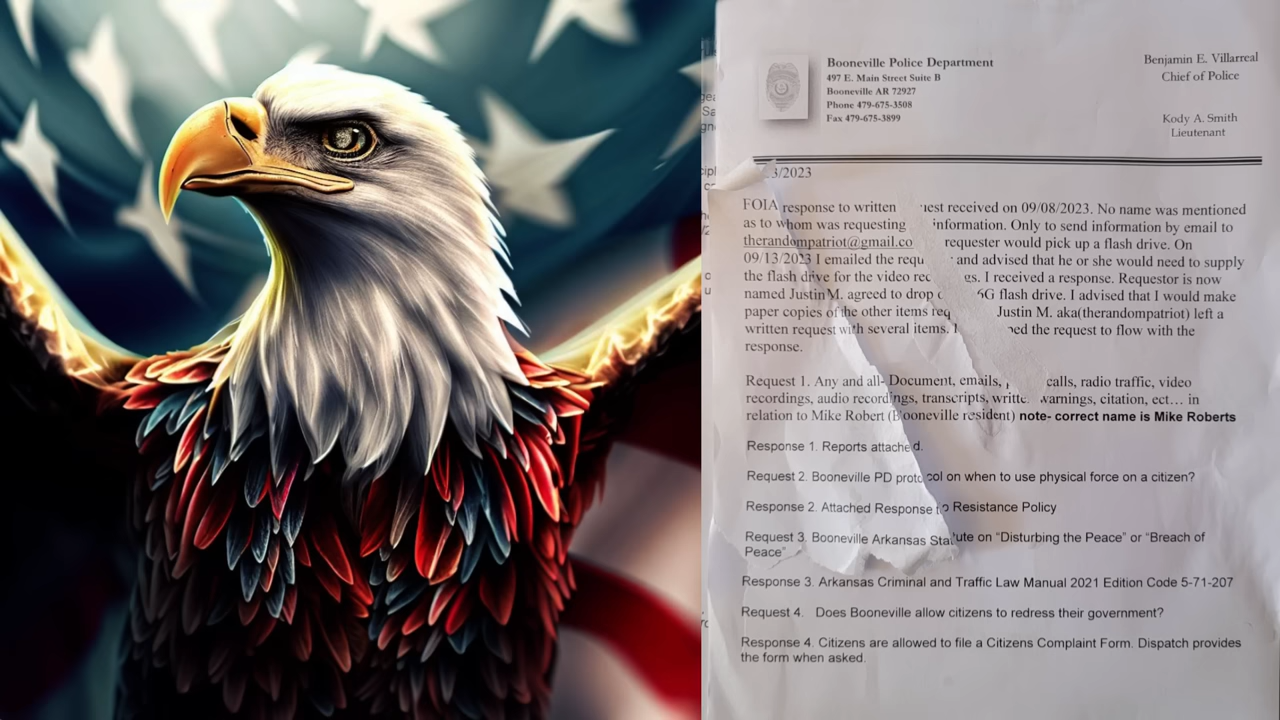 Booneville Police Department
497 E. Main Street Suite B
Booneville AR 72927
Phone 479-675-3508
Fax 479-675-3899
Benjamin E. Villarreal
Chief of Police
Kody A. Smith
Lieutenant
3/2023
FOIA response to written uest received on 09/08/2023. No name was mentioned
as to whom was requesting information. Only to send information by email to
therandompatriot@gmail.co requester would pick up a flash drive. On
09/13/2023 I emailed the requ and advised that he or she would need to supply
the flash drive for the video rec gs. I received a response. Requestor is now
named Justin M. agreed to drop 6G flash drive. I advised that I would make
paper copies of the other items req Justin M. aka(therandompatriot) left a
written request with several items. I ped the request to flow with the
response.
Request 1. Any and all- Document, emails, calls, radio traffic, video
recordings, audio recordings, transcripts, writte warnings, citation, ect… in
relation to Mike Robert (Booneville resident) note- correct name is Mike Roberts
Response 1. Reports attached.
Request 2. Booneville PD protocol on when to use physical force on a citizen?
Response 2. Attached Response to Resistance Policy
Request 3. Booneville Arkansas Statute on “Disturbing the Peace” or “Breach of
Peace”
Response 3. Arkansas Criminal and Traffic Law Manual 2021 Edition Code 5-71-207
Request 4. Does Booneville allow citizens to redress their government?
Response 4. Citizens are allowed to file a Citizens Complaint Form. Dispatch provides
the form when asked.